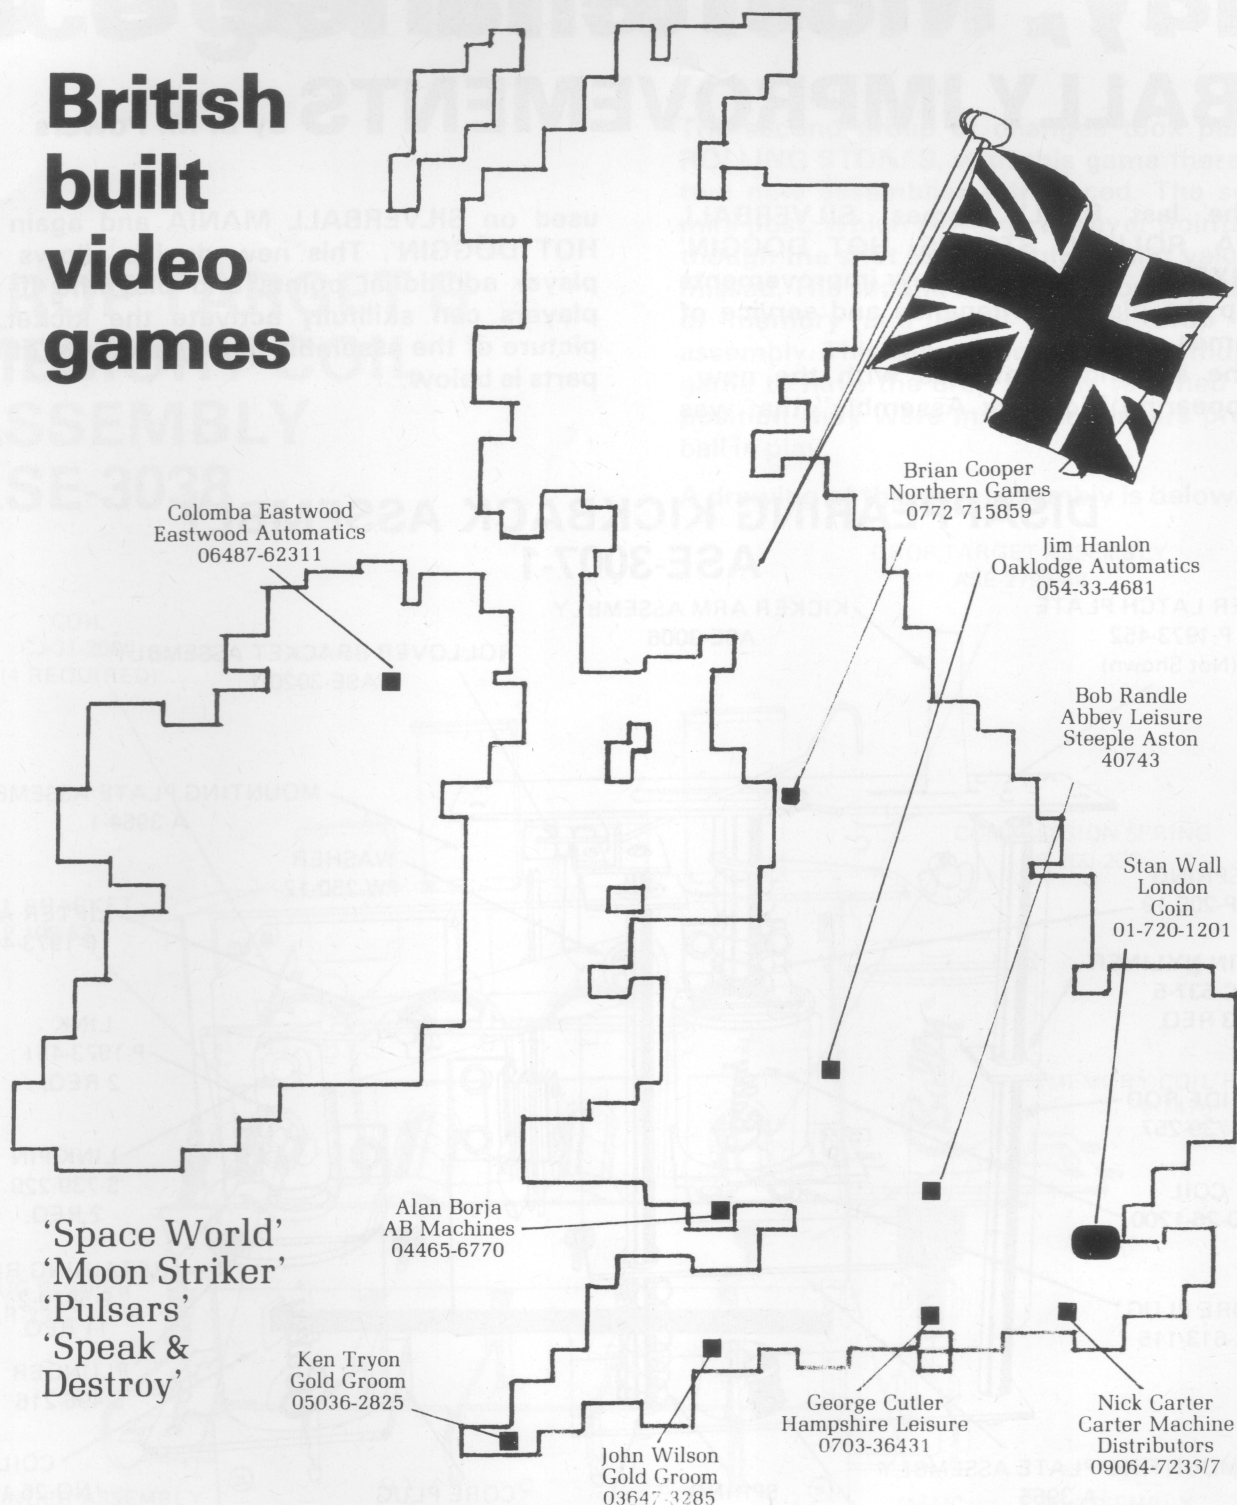 British
built
video
games
Colomba Eastwood
Eastwood Automatics
06487-62311
Brian Cooper
Northern Games
0772 715859
Jim Hanlon
Oaklodge Automatics
054-33-4681
Bob Randle
Abbey Leisure
Steeple Aston
40743
Stan Wall
London
Coin
01-720-1201
Alan Borja
AB Machines
04465-6770
'Space World'
'Moon Striker'
'Pulsars'
'Speak &
Destroy'
Ken Tryon
Gold Groom
05036-2825
John Wilson
Gold Groom
03647-3285
George Cutler
Hampshire Leisure
0703-36431
Nick Carter
Carter Machine
Distributors
09064-7233/7